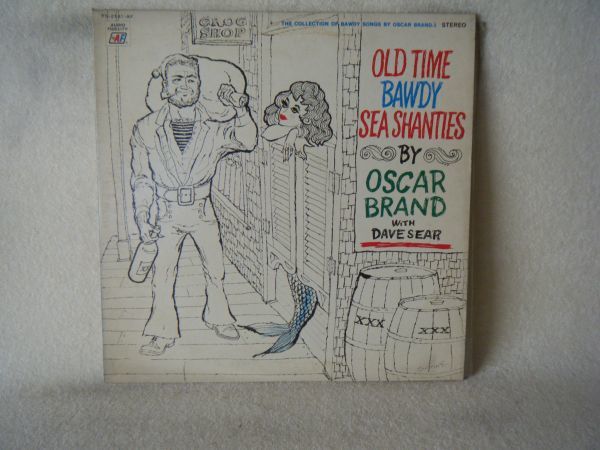 GROG
SHOP
THE COLLECTION OF BAWDY SONGS BY OSCAR BRAND
STEREO
OLD TIME
BAWDY
SEA SHANTIES
BY
OSCAR
BRAND
WITH
DAVE SEAR
XXX
XXX